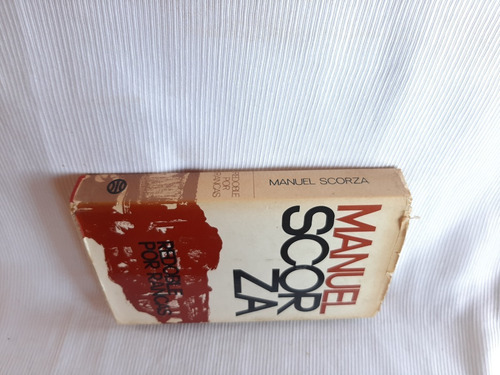 MANUEL SCORZA
REDOBLE
POR
RANCAS
MANUEL
SCOR
ZA
REDOBLE
POR RANCAS